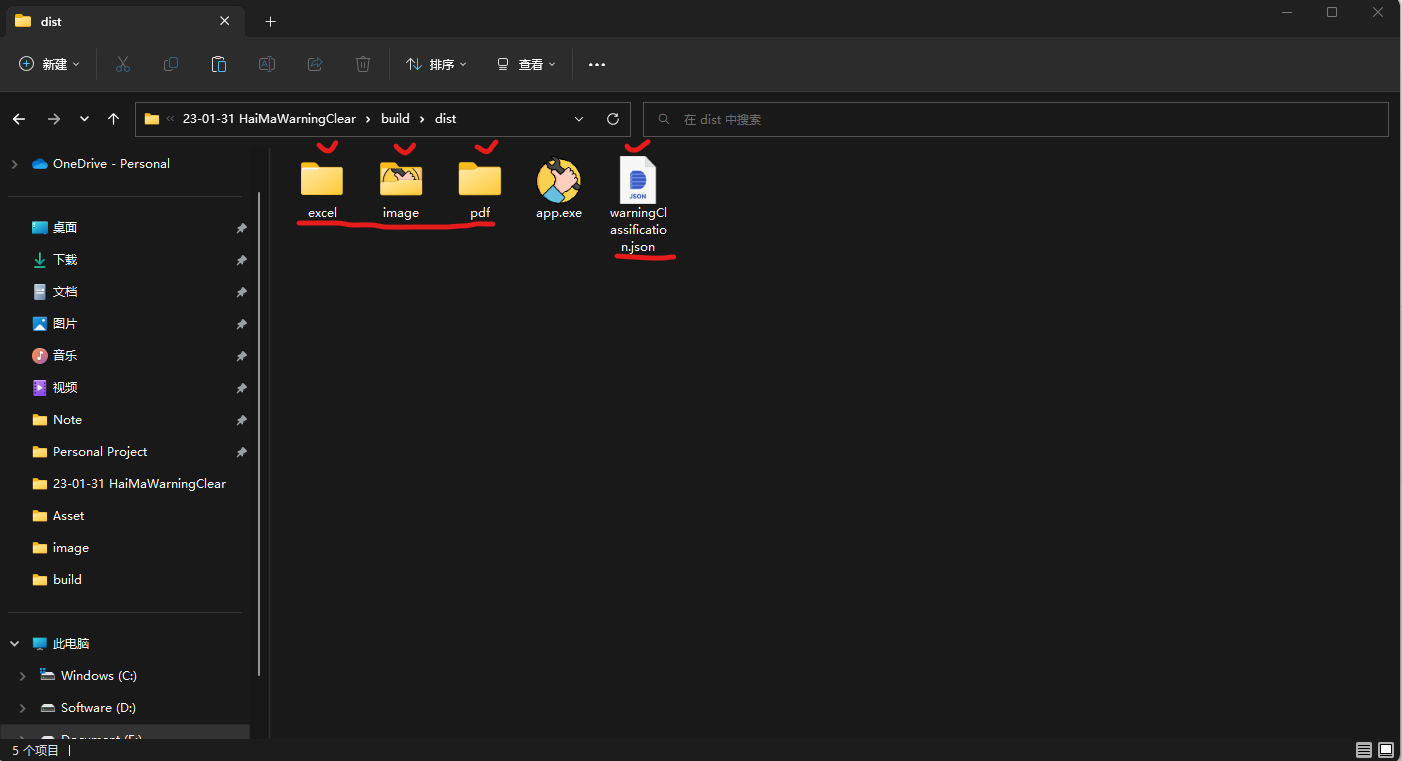 dist
新建
排序
查看
23-01-31 HaiMaWarningClear
build
dist
在 dist 中搜索
OneDrive - Personal
桌面
下载
文档
图片
音乐
视频
Note
Personal Project
23-01-31 HaiMaWarningClear
Asset
image
build
此电脑
Windows (C:)
Software (D:)
excel
image
pdf
app.exe
JSON
warningCl
assificatio
n.json
5 个项目